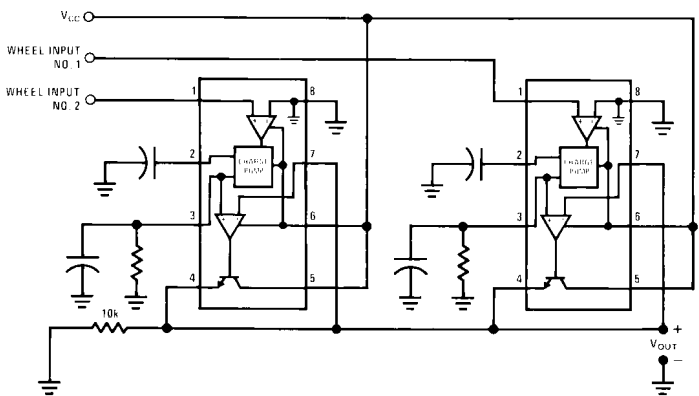 VCC
WHEEL INPUT
NO. 1
WHEEL INPUT
NO. 2
1
8
2
CHARGE
PUMP
7
3
6
4
5
1
8
2
CHARGE
PUMP
7
3
6
4
5
10k
+
VOUT
−